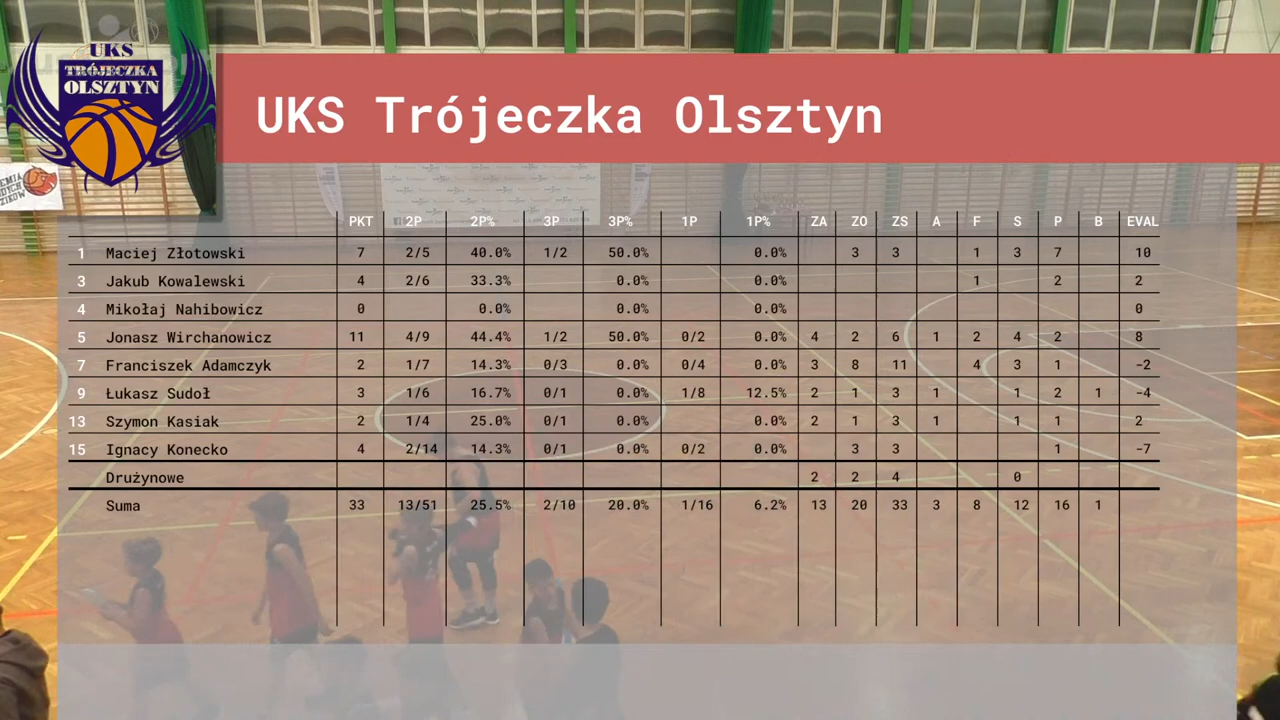 UKS
TRÓJECZKA
OLSZTYN
UKS Trójeczka Olsztyn
PKT 2P 2P% 3P 3P% 1P 1P% ZA ZO ZS A F S P B EVAL
1 Maciej Złotowski 7 2/5 40.0% 1/2 50.0% 0.0% 3 3 1 3 7 10
3 Jakub Kowalewski 4 2/6 33.3% 0.0% 0.0% 1 2 2
4 Mikołaj Nahibowicz 0 0.0% 0.0% 0.0% 0
5 Jonasz Wirchanowicz 11 4/9 44.4% 1/2 50.0% 0/2 0.0% 4 2 6 1 2 4 2 8
7 Franciszek Adamczyk 2 1/7 14.3% 0/3 0.0% 0/4 0.0% 3 8 11 4 3 1 -2
9 Łukasz Sudoł 3 1/6 16.7% 0/1 0.0% 1/8 12.5% 2 1 3 1 1 2 1 -4
13 Szymon Kasiak 2 1/4 25.0% 0/1 0.0% 0.0% 2 1 3 1 1 1 2
15 Ignacy Konecko 4 2/14 14.3% 0/1 0.0% 0/2 0.0% 3 3 1 -7
Drużynowe 2 2 4 0
Suma 33 13/51 25.5% 2/10 20.0% 1/16 6.2% 13 20 33 3 8 12 16 1